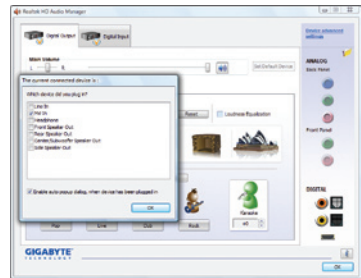 Realtek HD Audio Manager
Digital Output
Digital Input
Device advanced settings
Main Volume
L
R
Set Default Device
ANALOG
Back Panel
The current connected device is :
Which device did you plug in?
Line In
Mic In
Headphone
Front Speaker Out
Rear Speaker Out
Center/Subwoofer Speaker Out
Side Speaker Out
Enable auto popup dialog, when device has been plugged in
OK
Reset
Loudness Equalization
Front Panel
DIGITAL
Karaoke
+0
Pop
Live
Club
Rock
GIGABYTE
TECHNOLOGY
OK